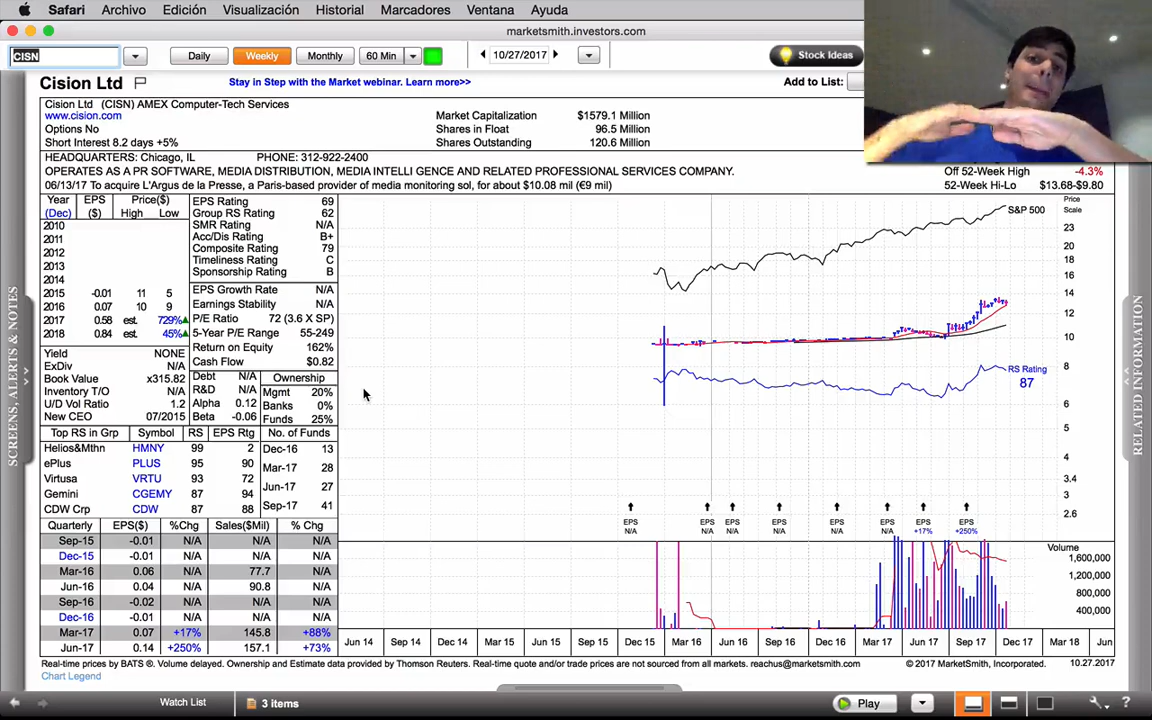 Safari Archivo Edición Visualización Historial Marcadores Ventana Ayuda
marketsmith.investors.com
CISN Daily Weekly Monthly 60 Min 10/27/2017 Stock Ideas
Cision Ltd Stay in Step with the Market webinar. Learn more>> Add to List:
Cision Ltd (CISN) AMEX Computer-Tech Services
www.cision.com Market Capitalization $1579.1 Million
Options No Shares in Float 96.5 Million
Short Interest 8.2 days +5% Shares Outstanding 120.6 Million
HEADQUARTERS: Chicago, IL PHONE: 312-922-2400
OPERATES AS A PR SOFTWARE, MEDIA DISTRIBUTION, MEDIA INTELLI GENCE AND RELATED PROFESSIONAL SERVICES COMPANY.
06/13/17 To acquire L'Argus de la Presse, a Paris-based provider of media monitoring sol, for about $10.08 mil (€9 mil)
Off 52-Week High -4.3%
52-Week Hi-Lo $13.68-$9.80
Year EPS Price($)
(Dec) ($) High Low
2010
2011
2012
2013
2014
2015 -0.01 11 5
2016 0.07 10 9
2017 0.58 est. 729%
2018 0.84 est. 45%
Yield NONE
ExDiv N/A
Book Value x315.82
Inventory T/O N/A
U/D Vol Ratio 1.2
New CEO 07/2015
EPS Rating 69
Group RS Rating 62
SMR Rating N/A
Acc/Dis Rating B+
Composite Rating 79
Timeliness Rating C
Sponsorship Rating B
EPS Growth Rate N/A
Earnings Stability N/A
P/E Ratio 72 (3.6 X SP)
5-Year P/E Range 55-249
Return on Equity 162%
Cash Flow $0.82
Debt N/A
R&D N/A
Alpha 0.12
Beta -0.06
Ownership
Mgmt 20%
Banks 0%
Funds 25%
Top RS in Grp Symbol RS EPS Rtg
Helios&Mthn HMNY 99 2
ePlus PLUS 95 90
Virtusa VRTU 93 72
Gemini CGEMY 87 94
CDW Crp CDW 87 88
No. of Funds
Dec-16 13
Mar-17 28
Jun-17 27
Sep-17 41
Quarterly EPS($) %Chg Sales($Mil) % Chg
Sep-15 -0.01 N/A N/A N/A
Dec-15 -0.01 N/A N/A N/A
Mar-16 0.06 N/A 77.7 N/A
Jun-16 0.04 N/A 90.8 N/A
Sep-16 -0.02 N/A N/A N/A
Dec-16 -0.01 N/A N/A N/A
Mar-17 0.07 +17% 145.8 +88%
Jun-17 0.14 +250% 157.1 +73%
Price
Scale
S&P 500
23
20
18
16
14
12
10
8
RS Rating
87
6
5
4
3.4
3
2.6
EPS EPS EPS EPS EPS EPS EPS EPS
N/A N/A N/A N/A N/A N/A +17% +250%
Volume
1,600,000
1,200,000
800,000
400,000
Jun 14 Sep 14 Dec 14 Mar 15 Jun 15 Sep 15 Dec 15 Mar 16 Jun 16 Sep 16 Dec 16 Mar 17 Jun 17 Sep 17 Dec 17 Mar 18 Jun
Real-time prices by BATS ®. Volume delayed. Ownership and Estimate data provided by Thomson Reuters. Real-time quote and/or trade prices are not sourced from all markets. reachus@marketsmith.com © 2017 MarketSmith, Incorporated. 10.27.2017
Chart Legend
SCREENS, ALERTS & NOTES
RELATED INFORMATION
Watch List 3 items Play